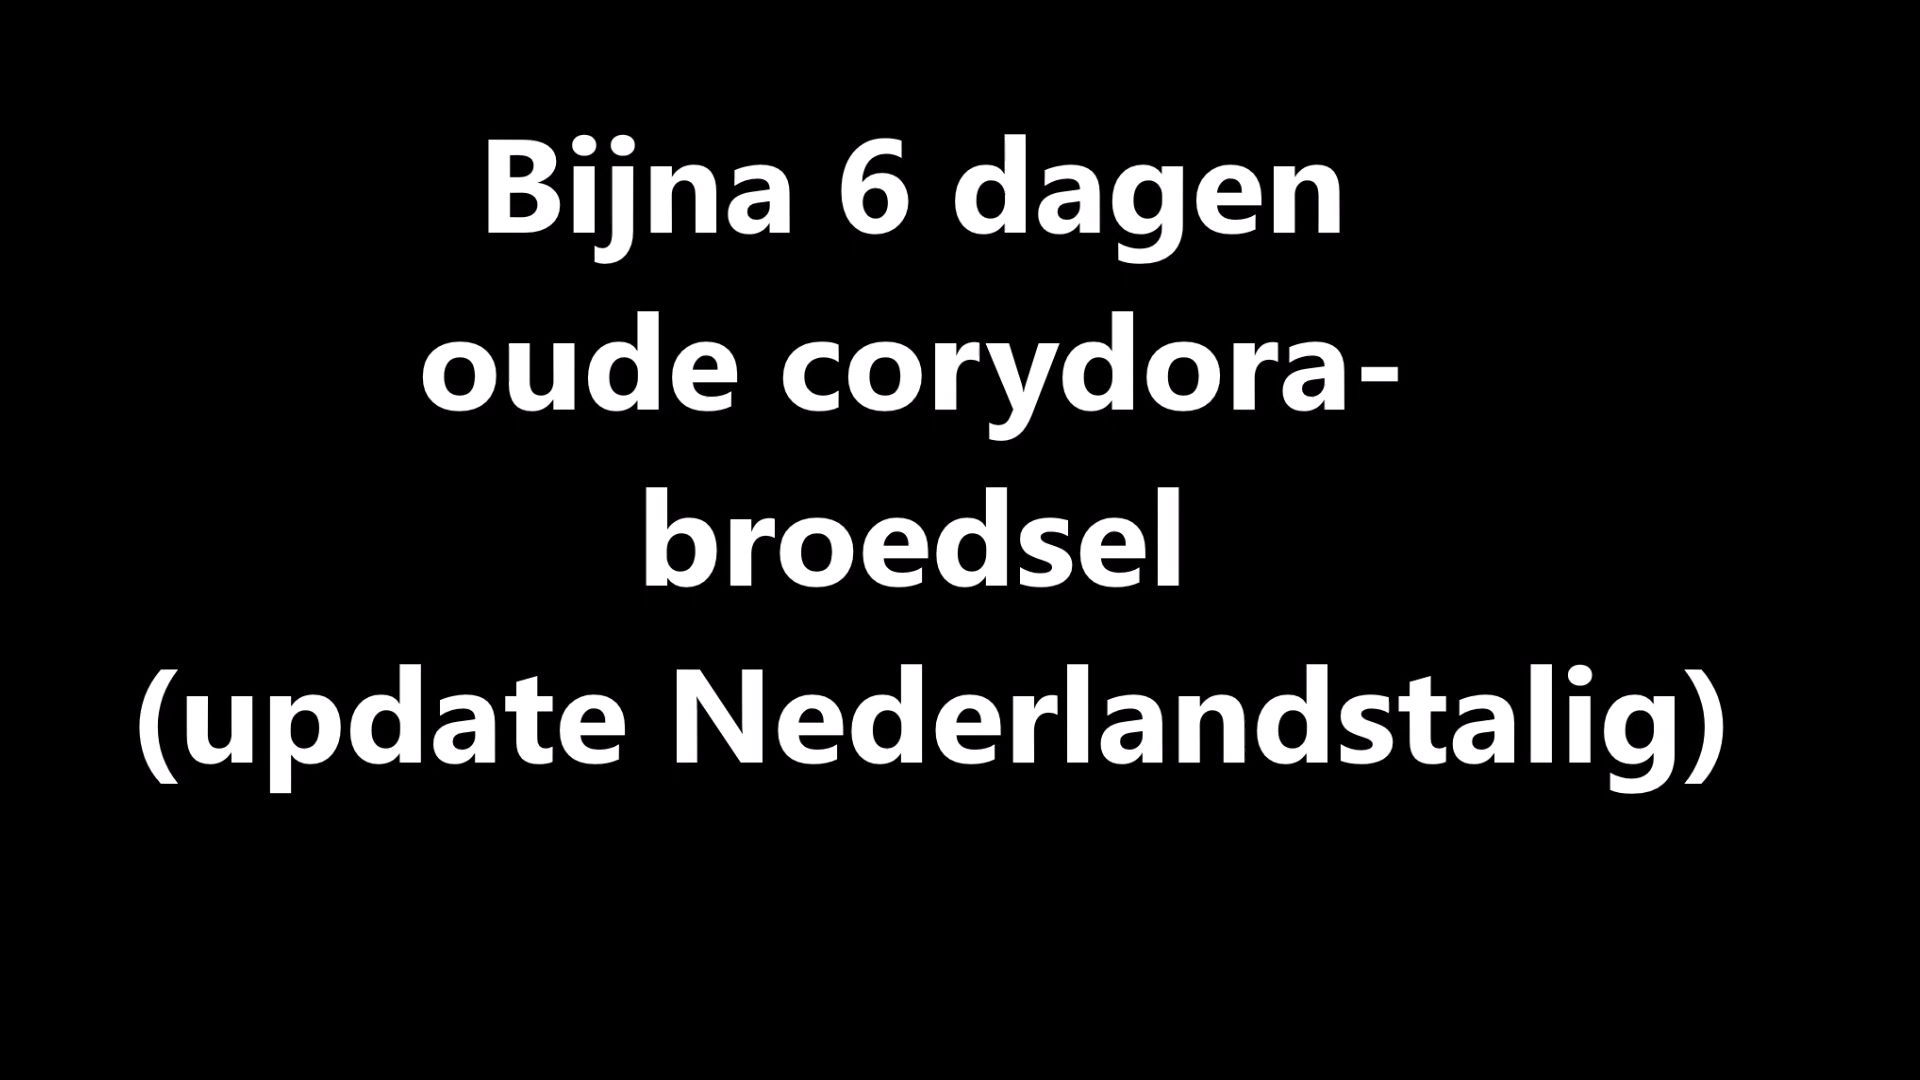 Bijna 6 dagen
oude corydora-
broedsel
(update Nederlandstalig)